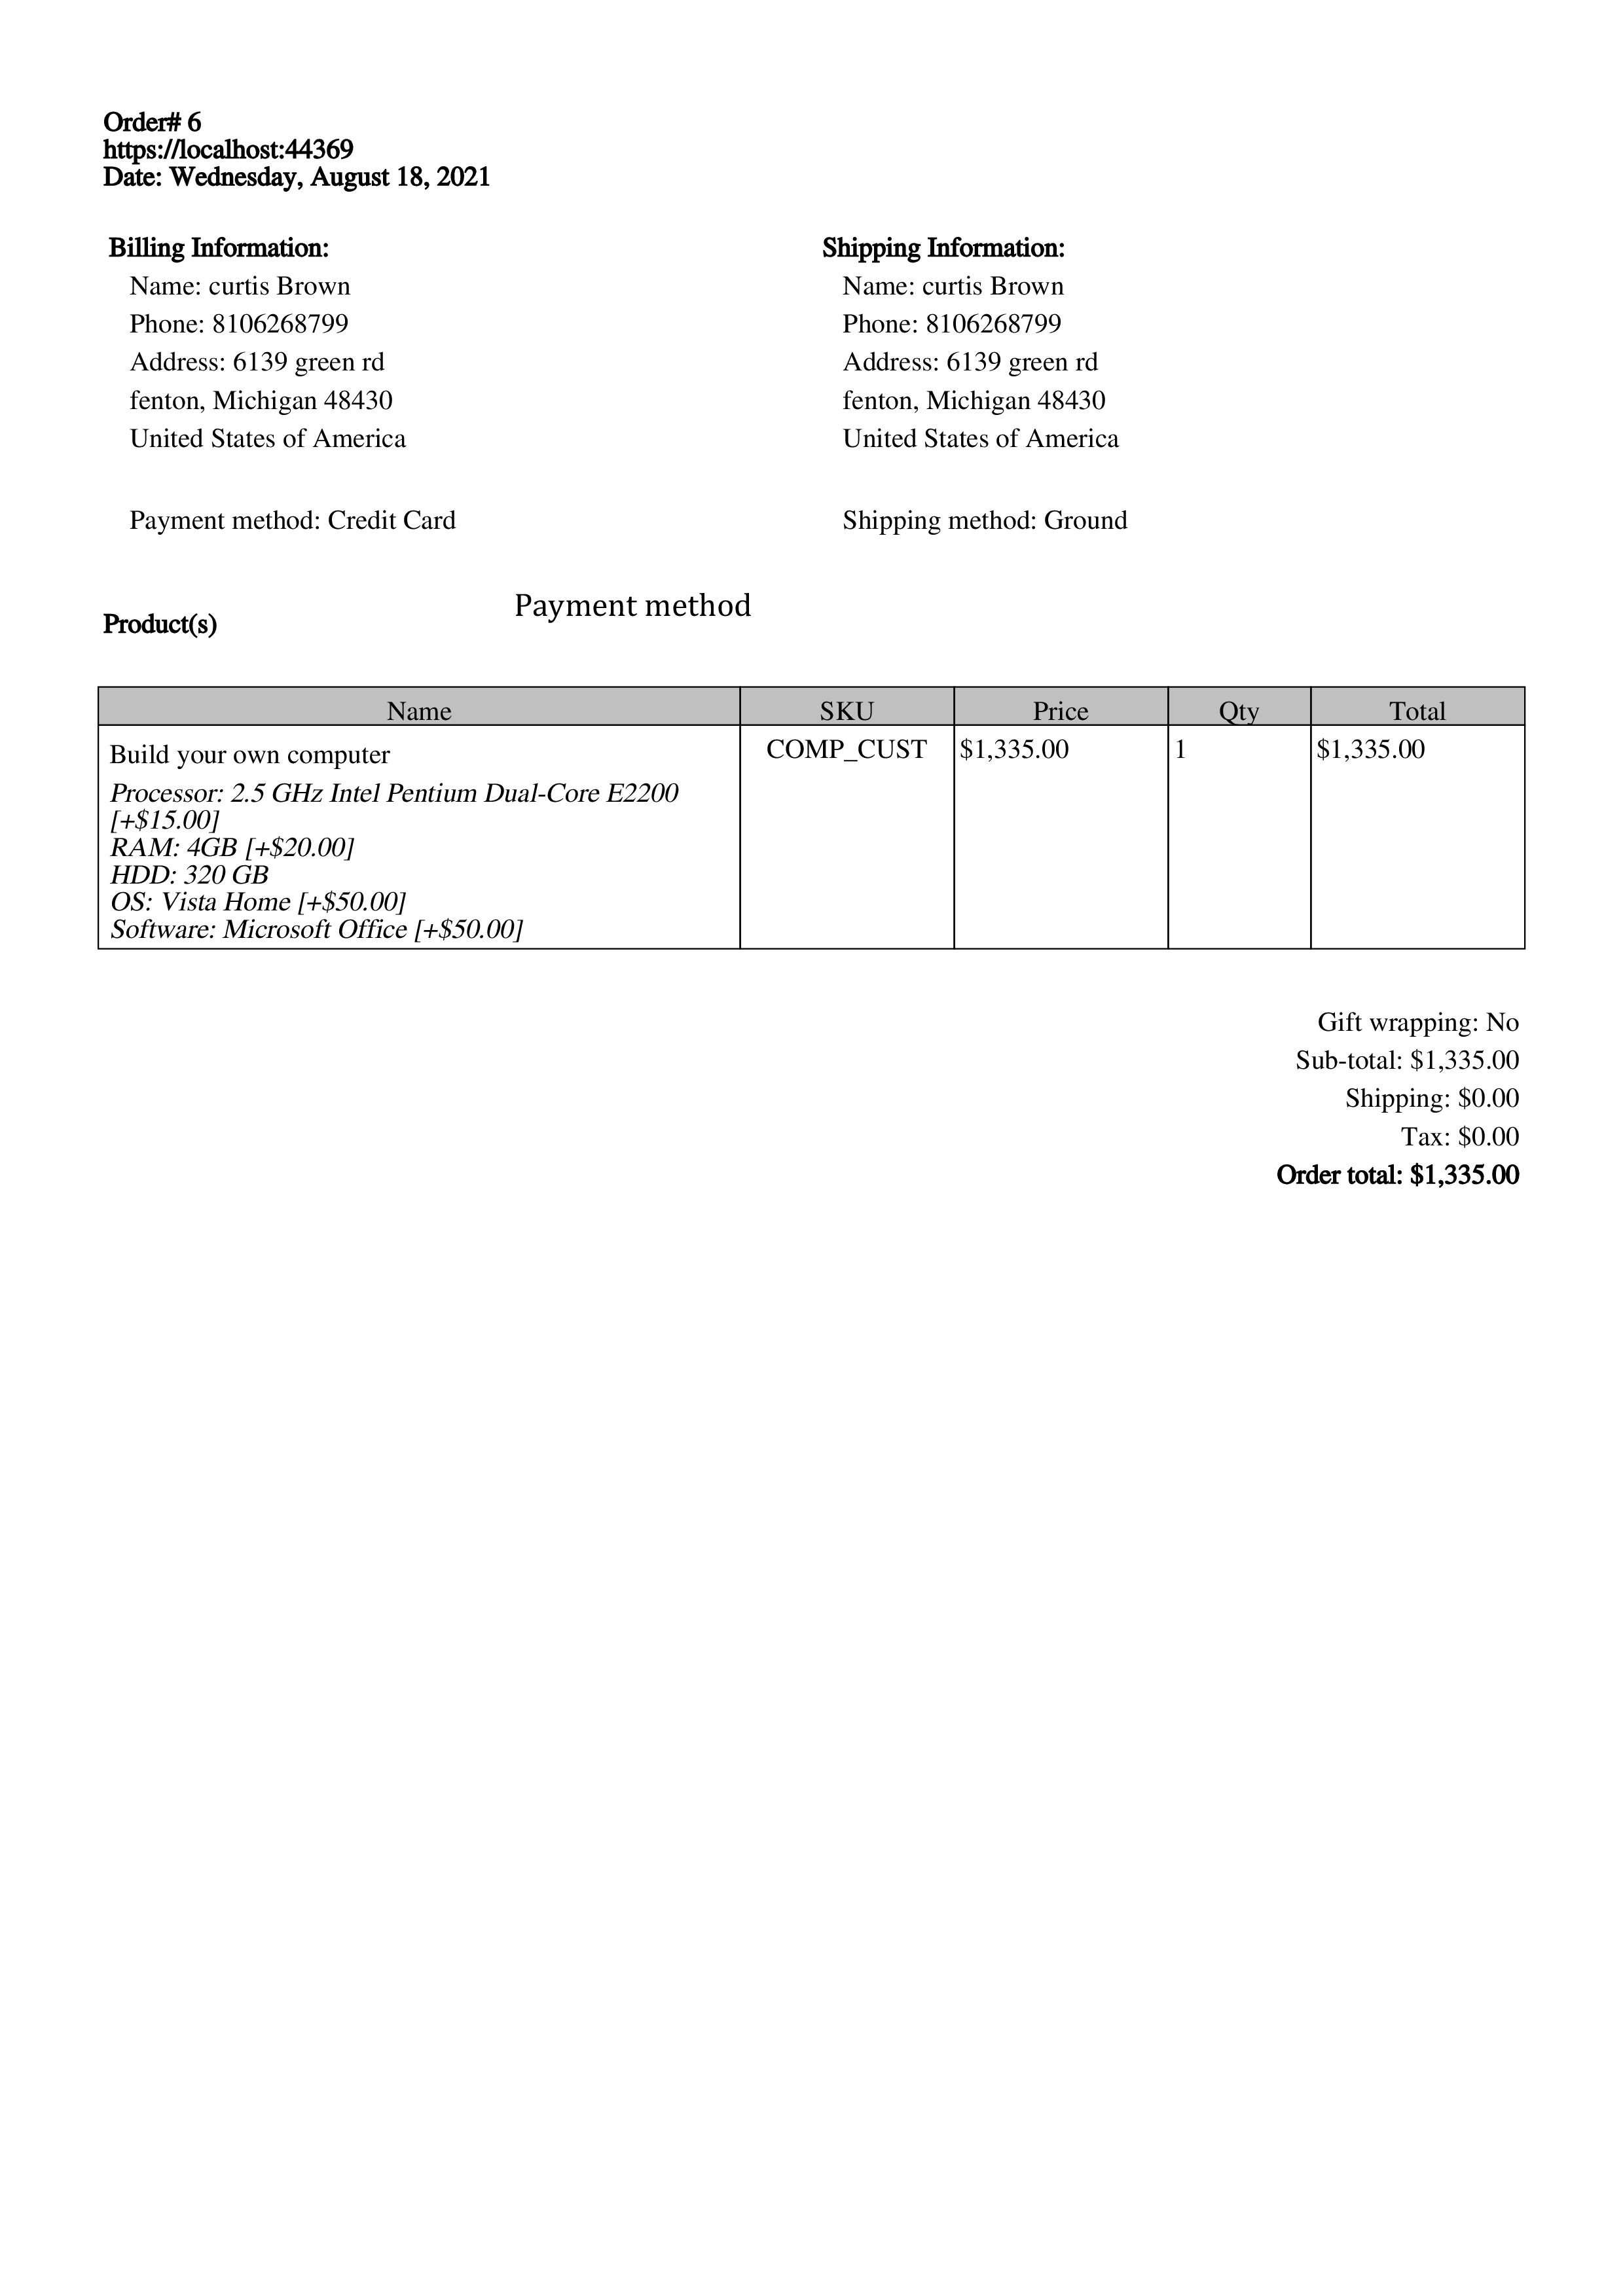 Order# 6
https://localhost:44369
Date: Wednesday, August 18, 2021
Billing Information:
Name: curtis Brown
Phone: 8106268799
Address: 6139 green rd
fenton, Michigan 48430
United States of America
Payment method: Credit Card
Shipping Information:
Name: curtis Brown
Phone: 8106268799
Address: 6139 green rd
fenton, Michigan 48430
United States of America
Shipping method: Ground
Payment method
Product(s)
Name SKU Price Qty Total
Build your own computer COMP_CUST $1,335.00 1 $1,335.00
Processor: 2.5 GHz Intel Pentium Dual-Core E2200
[+$15.00]
RAM: 4GB [+$20.00]
HDD: 320 GB
OS: Vista Home [+$50.00]
Software: Microsoft Office [+$50.00]
Gift wrapping: No
Sub-total: $1,335.00
Shipping: $0.00
Tax: $0.00
Order total: $1,335.00